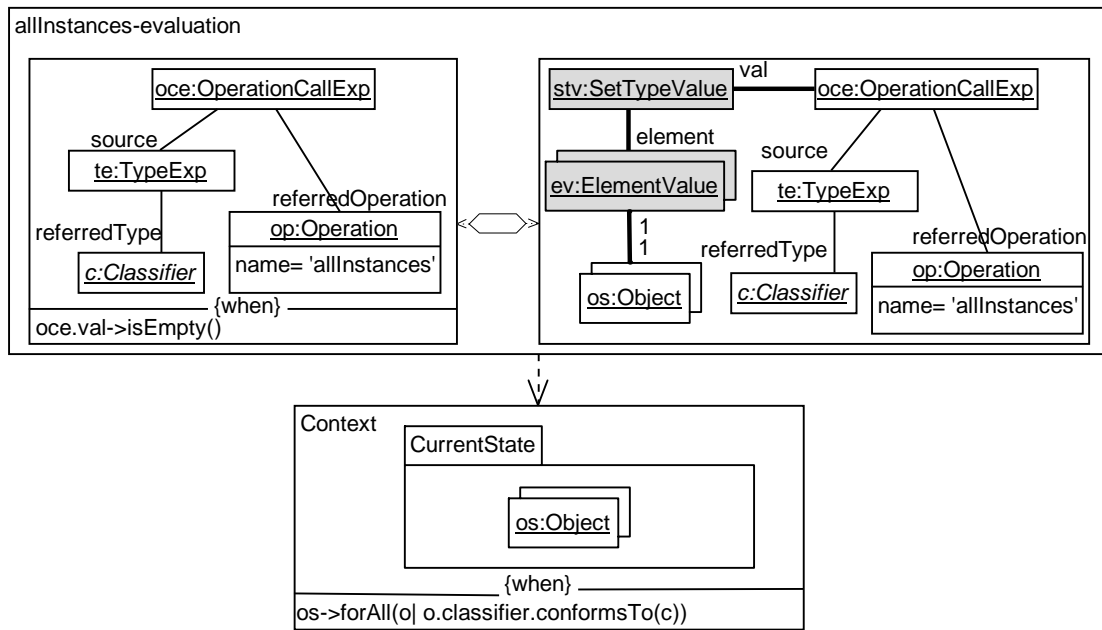 allInstances-evaluation
oce:OperationCallExp
source
te:TypeExp
referredOperation
referredType
op:Operation
name= 'allInstances'
c:Classifier
{when}
oce.val->isEmpty()
val
stv:SetTypeValue
oce:OperationCallExp
element
source
ev:ElementValue
te:TypeExp
1
1
referredOperation
referredType
op:Operation
os:Object
c:Classifier
name= 'allInstances'
Context
CurrentState
os:Object
{when}
os->forAll(o| o.classifier.conformsTo(c))